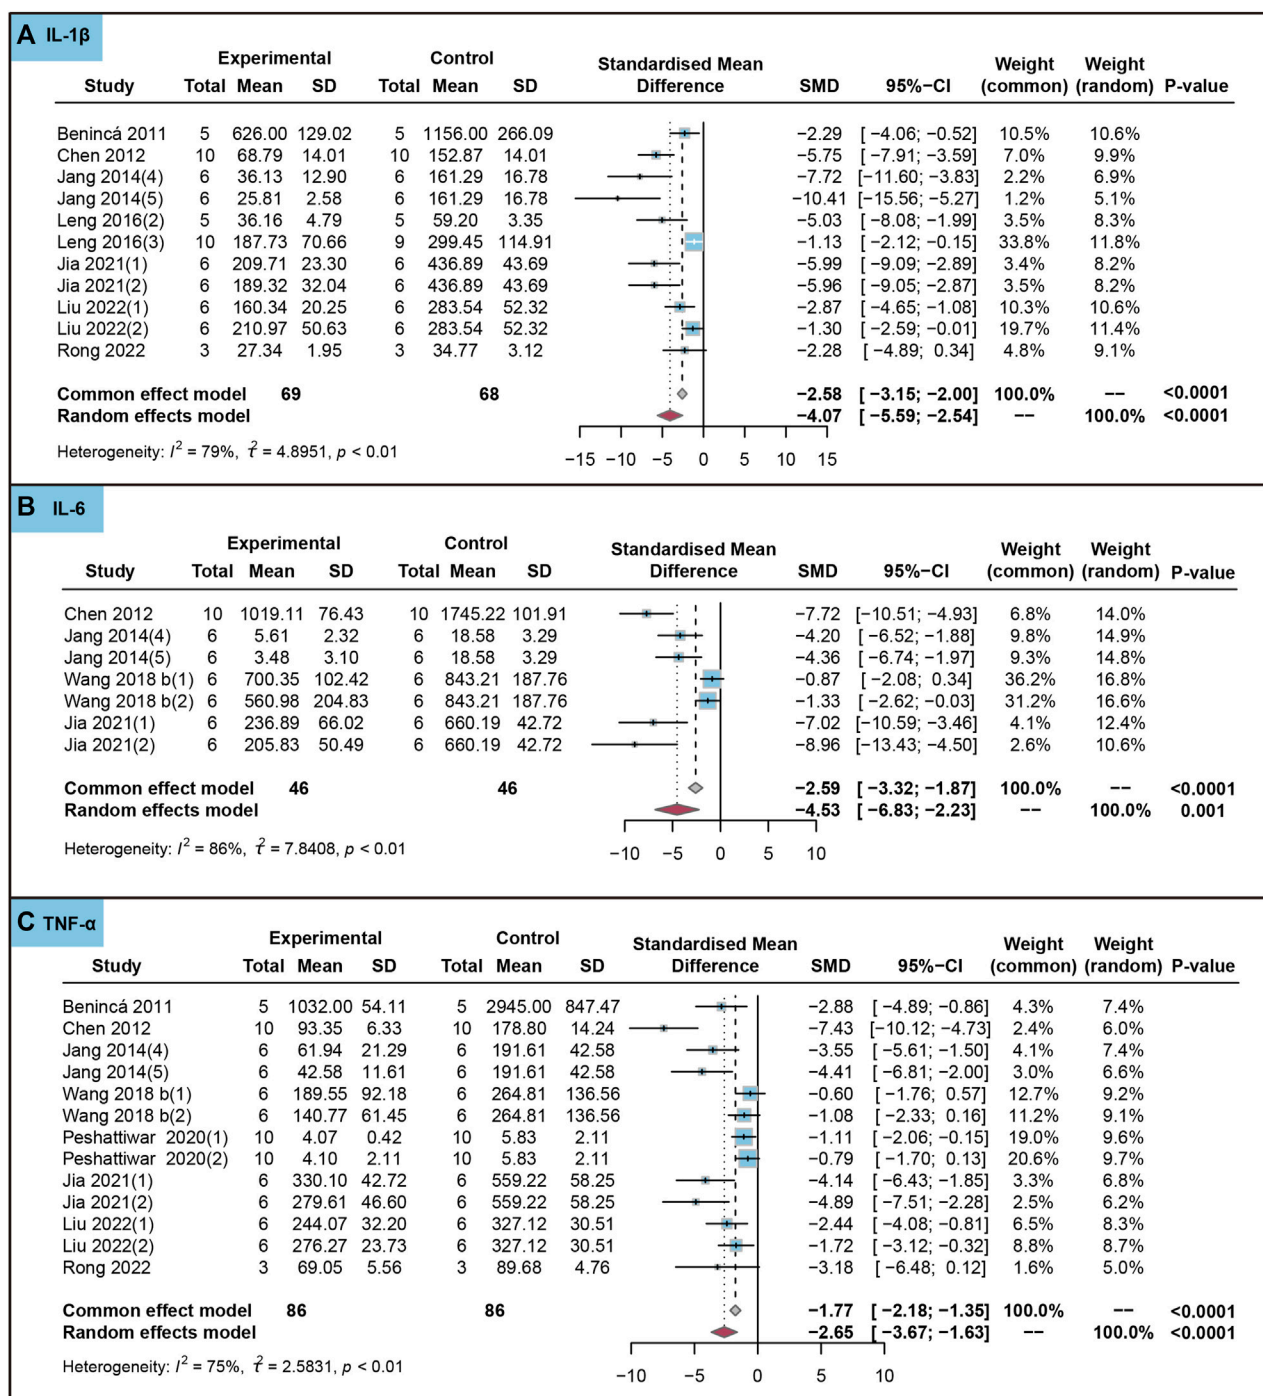 A IL-1β
Experimental Control
Standardised Mean Weight Weight
Study Total Mean SD Total Mean SD Difference SMD 95%−CI (common) (random) P-value
Benincá 2011 5 626.00 129.02 5 1156.00 266.09 −2.29 [ −4.06; −0.52] 10.5% 10.6%
Chen 2012 10 68.79 14.01 10 152.87 14.01 −5.75 [ −7.91; −3.59] 7.0% 9.9%
Jang 2014(4) 6 36.13 12.90 6 161.29 16.78 −7.72 [−11.60; −3.83] 2.2% 6.9%
Jang 2014(5) 6 25.81 2.58 6 161.29 16.78 −10.41 [−15.56; −5.27] 1.2% 5.1%
Leng 2016(2) 5 36.16 4.79 5 59.20 3.35 −5.03 [ −8.08; −1.99] 3.5% 8.3%
Leng 2016(3) 10 187.73 70.66 9 299.45 114.91 −1.13 [ −2.12; −0.15] 33.8% 11.8%
Jia 2021(1) 6 209.71 23.30 6 436.89 43.69 −5.99 [ −9.09; −2.89] 3.4% 8.2%
Jia 2021(2) 6 189.32 32.04 6 436.89 43.69 −5.96 [ −9.05; −2.87] 3.5% 8.2%
Liu 2022(1) 6 160.34 20.25 6 283.54 52.32 −2.87 [ −4.65; −1.08] 10.3% 10.6%
Liu 2022(2) 6 210.97 50.63 6 283.54 52.32 −1.30 [ −2.59; −0.01] 19.7% 11.4%
Rong 2022 3 27.34 1.95 3 34.77 3.12 −2.28 [ −4.89; 0.34] 4.8% 9.1%
Common effect model 69 68 −2.58 [ −3.15; −2.00] 100.0% −− <0.0001
Random effects model −4.07 [ −5.59; −2.54] −− 100.0% <0.0001
Heterogeneity: I² = 79%, τ² = 4.8951, p < 0.01
−15 −10 −5 0 5 10 15
B IL-6
Experimental Control
Standardised Mean Weight Weight
Study Total Mean SD Total Mean SD Difference SMD 95%−CI (common) (random) P-value
Chen 2012 10 1019.11 76.43 10 1745.22 101.91 −7.72 [−10.51; −4.93] 6.8% 14.0%
Jang 2014(4) 6 5.61 2.32 6 18.58 3.29 −4.20 [ −6.52; −1.88] 9.8% 14.9%
Jang 2014(5) 6 3.48 3.10 6 18.58 3.29 −4.36 [ −6.74; −1.97] 9.3% 14.8%
Wang 2018 b(1) 6 700.35 102.42 6 843.21 187.76 −0.87 [ −2.08; 0.34] 36.2% 16.8%
Wang 2018 b(2) 6 560.98 204.83 6 843.21 187.76 −1.33 [ −2.62; −0.03] 31.2% 16.6%
Jia 2021(1) 6 236.89 66.02 6 660.19 42.72 −7.02 [−10.59; −3.46] 4.1% 12.4%
Jia 2021(2) 6 205.83 50.49 6 660.19 42.72 −8.96 [−13.43; −4.50] 2.6% 10.6%
Common effect model 46 46 −2.59 [ −3.32; −1.87] 100.0% −− <0.0001
Random effects model −4.53 [ −6.83; −2.23] −− 100.0% 0.001
Heterogeneity: I² = 86%, τ² = 7.8408, p < 0.01
−10 −5 0 5 10
C TNF-α
Experimental Control
Standardised Mean Weight Weight
Study Total Mean SD Total Mean SD Difference SMD 95%−CI (common) (random) P-value
Benincá 2011 5 1032.00 54.11 5 2945.00 847.47 −2.88 [ −4.89; −0.86] 4.3% 7.4%
Chen 2012 10 93.35 6.33 10 178.80 14.24 −7.43 [−10.12; −4.73] 2.4% 6.0%
Jang 2014(4) 6 61.94 21.29 6 191.61 42.58 −3.55 [ −5.61; −1.50] 4.1% 7.4%
Jang 2014(5) 6 42.58 11.61 6 191.61 42.58 −4.41 [ −6.81; −2.00] 3.0% 6.6%
Wang 2018 b(1) 6 189.55 92.18 6 264.81 136.56 −0.60 [ −1.76; 0.57] 12.7% 9.2%
Wang 2018 b(2) 6 140.77 61.45 6 264.81 136.56 −1.08 [ −2.33; 0.16] 11.2% 9.1%
Peshattiwar 2020(1) 10 4.07 0.42 10 5.83 2.11 −1.11 [ −2.06; −0.15] 19.0% 9.6%
Peshattiwar 2020(2) 10 4.10 2.11 10 5.83 2.11 −0.79 [ −1.70; 0.13] 20.6% 9.7%
Jia 2021(1) 6 330.10 42.72 6 559.22 58.25 −4.14 [ −6.43; −1.85] 3.3% 6.8%
Jia 2021(2) 6 279.61 46.60 6 559.22 58.25 −4.89 [ −7.51; −2.28] 2.5% 6.2%
Liu 2022(1) 6 244.07 32.20 6 327.12 30.51 −2.44 [ −4.08; −0.81] 6.5% 8.3%
Liu 2022(2) 6 276.27 23.73 6 327.12 30.51 −1.72 [ −3.12; −0.32] 8.8% 8.7%
Rong 2022 3 69.05 5.56 3 89.68 4.76 −3.18 [ −6.48; 0.12] 1.6% 5.0%
Common effect model 86 86 −1.77 [ −2.18; −1.35] 100.0% −− <0.0001
Random effects model −2.65 [ −3.67; −1.63] −− 100.0% <0.0001
Heterogeneity: I² = 75%, τ² = 2.5831, p < 0.01
−10 −5 0 5 10